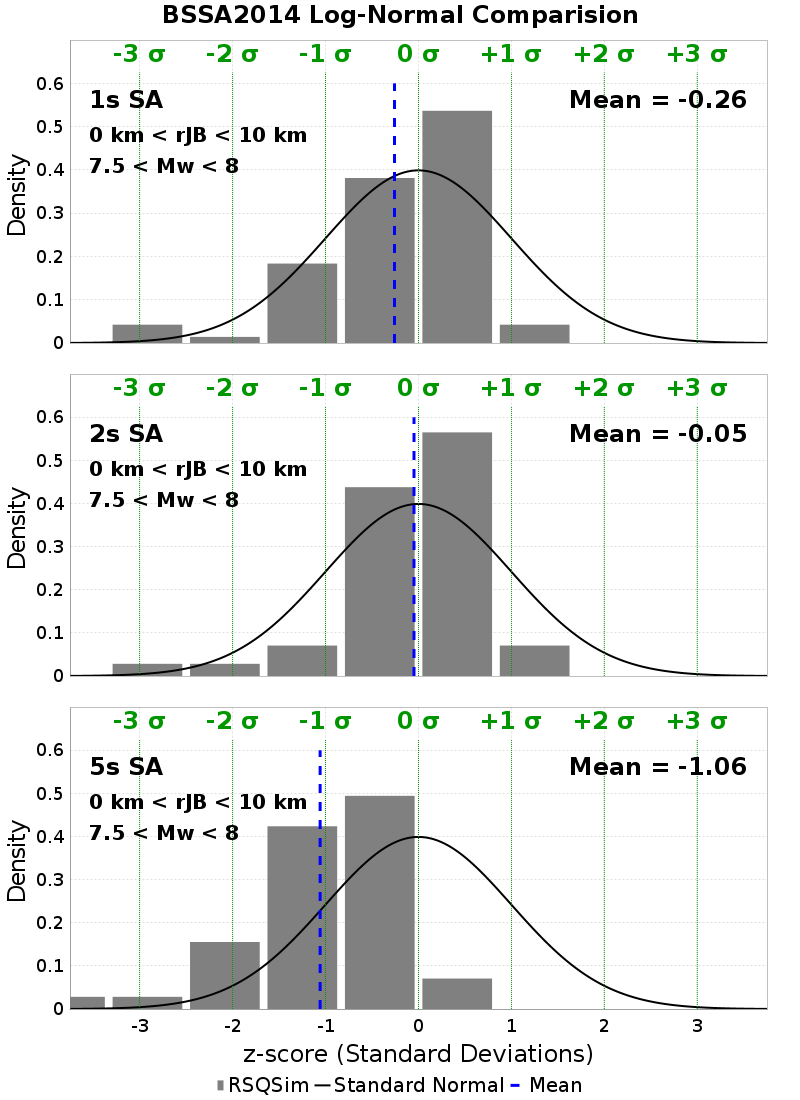 BSSA2014 Log-Normal Comparision
-3 σ -2 σ -1 σ 0 σ +1 σ +2 σ +3 σ
0.6
1s SA Mean = -0.26
0.5
0 km < rJB < 10 km
7.5 < Mw < 8
0.4
Density
0.3
0.2
0.1
0
-3 σ -2 σ -1 σ 0 σ +1 σ +2 σ +3 σ
0.6
2s SA Mean = -0.05
0.5
0 km < rJB < 10 km
7.5 < Mw < 8
0.4
Density
0.3
0.2
0.1
0
-3 σ -2 σ -1 σ 0 σ +1 σ +2 σ +3 σ
0.6
5s SA Mean = -1.06
0.5
0 km < rJB < 10 km
7.5 < Mw < 8
0.4
Density
0.3
0.2
0.1
0
-3 -2 -1 0 1 2 3
z-score (Standard Deviations)
RSQSim Standard Normal Mean